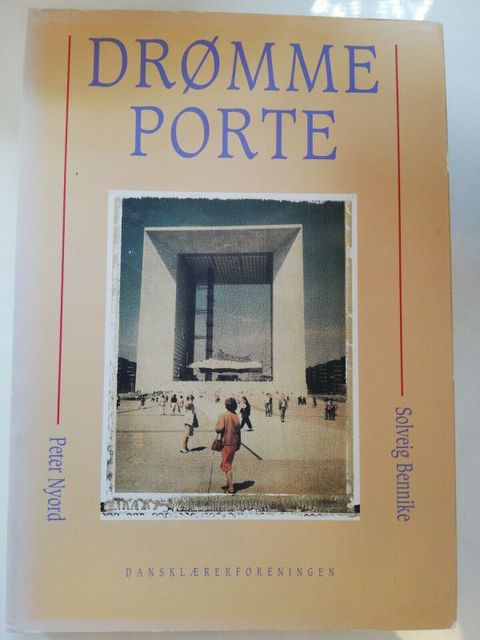 DRØMME
PORTE
Peter Nyord
Solveig Bennike
DANSKLÆRERFORENINGEN